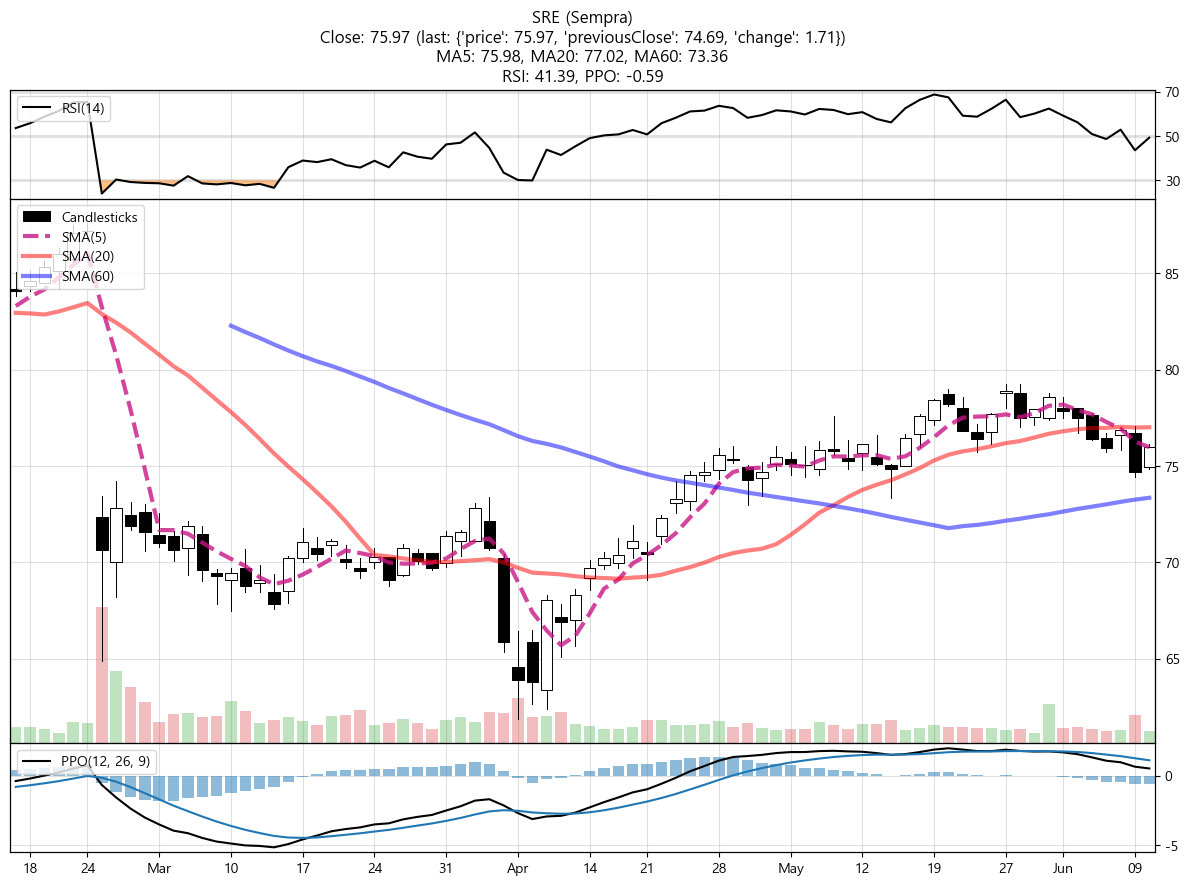 SRE (Sempra)
Close: 75.97 (last: {'price': 75.97, 'previousClose': 74.69, 'change': 1.71})
MA5: 75.98, MA20: 77.02, MA60: 73.36
RSI: 41.39, PPO: -0.59
RSI(14)
70
50
30
Candlesticks
SMA(5)
SMA(20)
SMA(60)
85
80
75
70
65
PPO(12, 26, 9)
0
-5
18 24 Mar 10 17 24 31 Apr 14 21 28 May 12 19 27 Jun 09